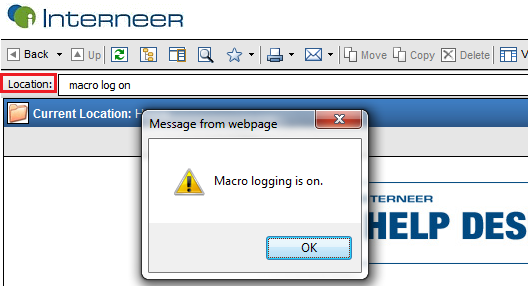 Interneer
Back Up Move Copy Delete V
Location: macro log on
Current Location: H
Message from webpage
Macro logging is on.
OK
TERNEER
HELP DES